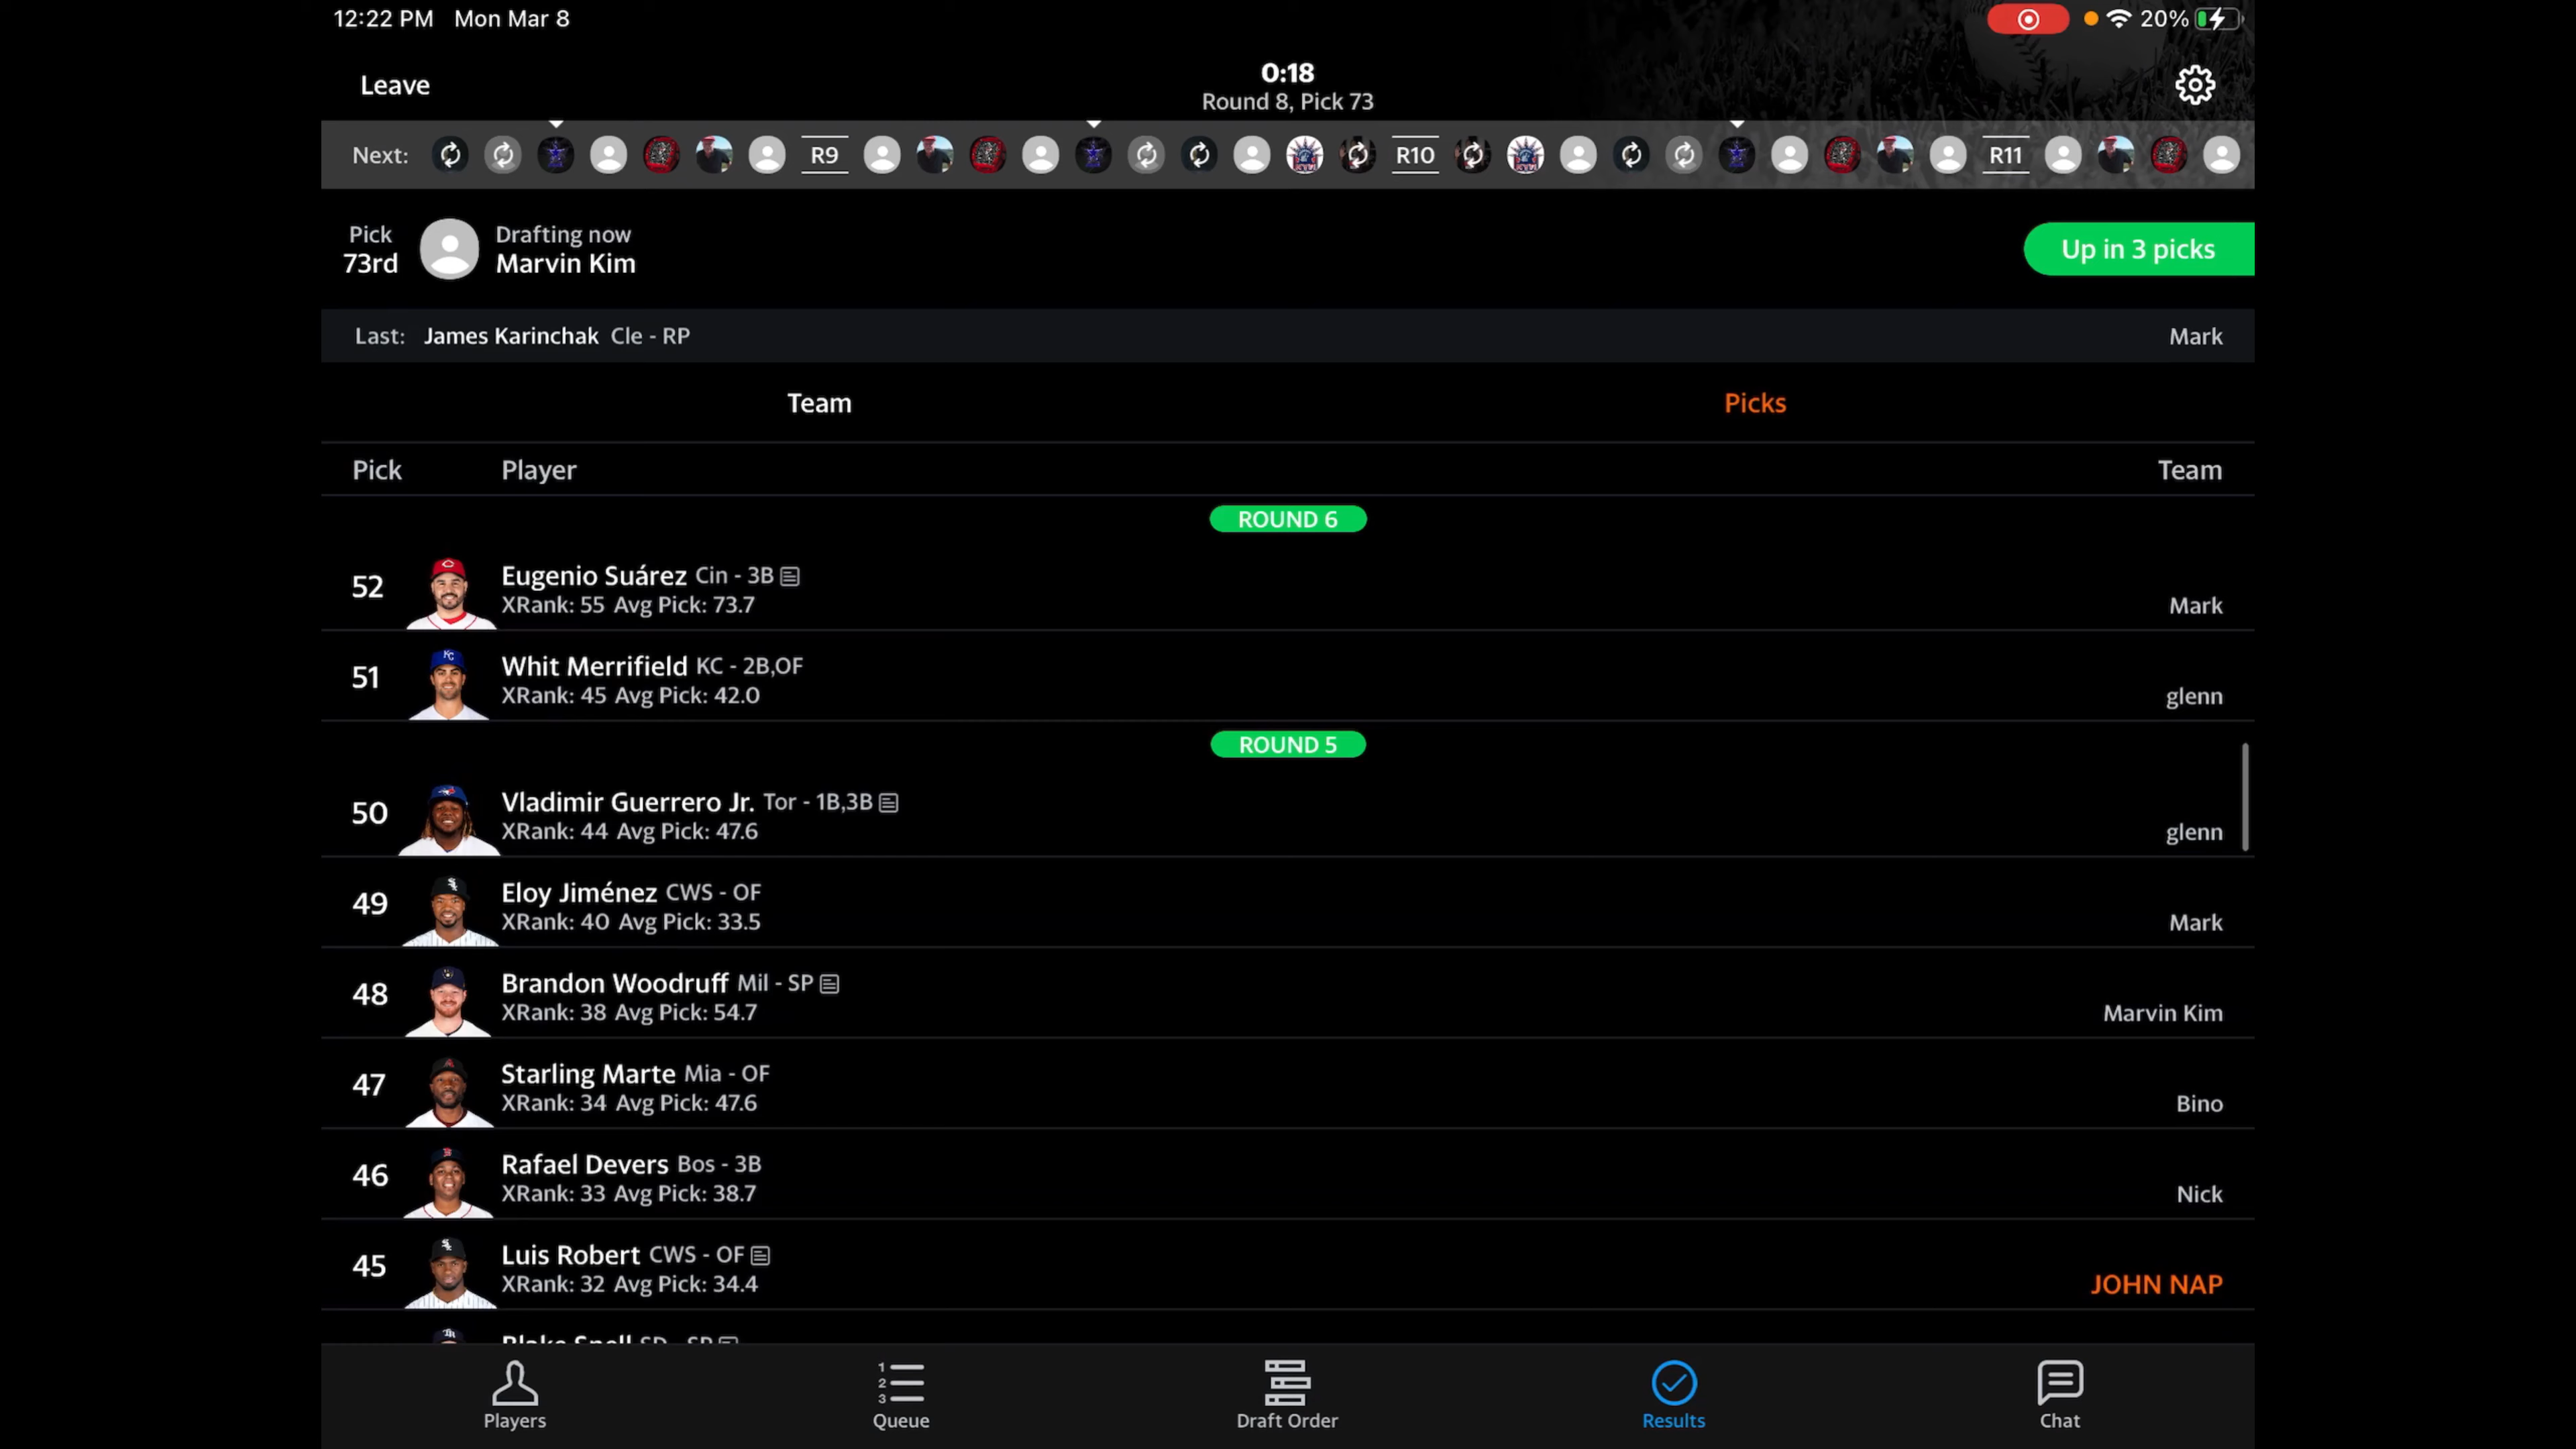 12:22 PM Mon Mar 8
20%
Leave
0:18
Round 8, Pick 73
Next: R9 R10 R11
Pick
73rd
Drafting now
Marvin Kim
Up in 3 picks
Last: James Karinchak Cle - RP Mark
Team Picks
Pick Player Team
ROUND 6
52 Eugenio Suárez Cin - 3B
XRank: 55 Avg Pick: 73.7 Mark
51 Whit Merrifield KC - 2B,OF
XRank: 45 Avg Pick: 42.0 glenn
ROUND 5
50 Vladimir Guerrero Jr. Tor - 1B,3B
XRank: 44 Avg Pick: 47.6 glenn
49 Eloy Jiménez CWS - OF
XRank: 40 Avg Pick: 33.5 Mark
48 Brandon Woodruff Mil - SP
XRank: 38 Avg Pick: 54.7 Marvin Kim
47 Starling Marte Mia - OF
XRank: 34 Avg Pick: 47.6 Bino
46 Rafael Devers Bos - 3B
XRank: 33 Avg Pick: 38.7 Nick
45 Luis Robert CWS - OF
XRank: 32 Avg Pick: 34.4 JOHN NAP
Blake Snell SD - SP
Players Queue Draft Order Results Chat